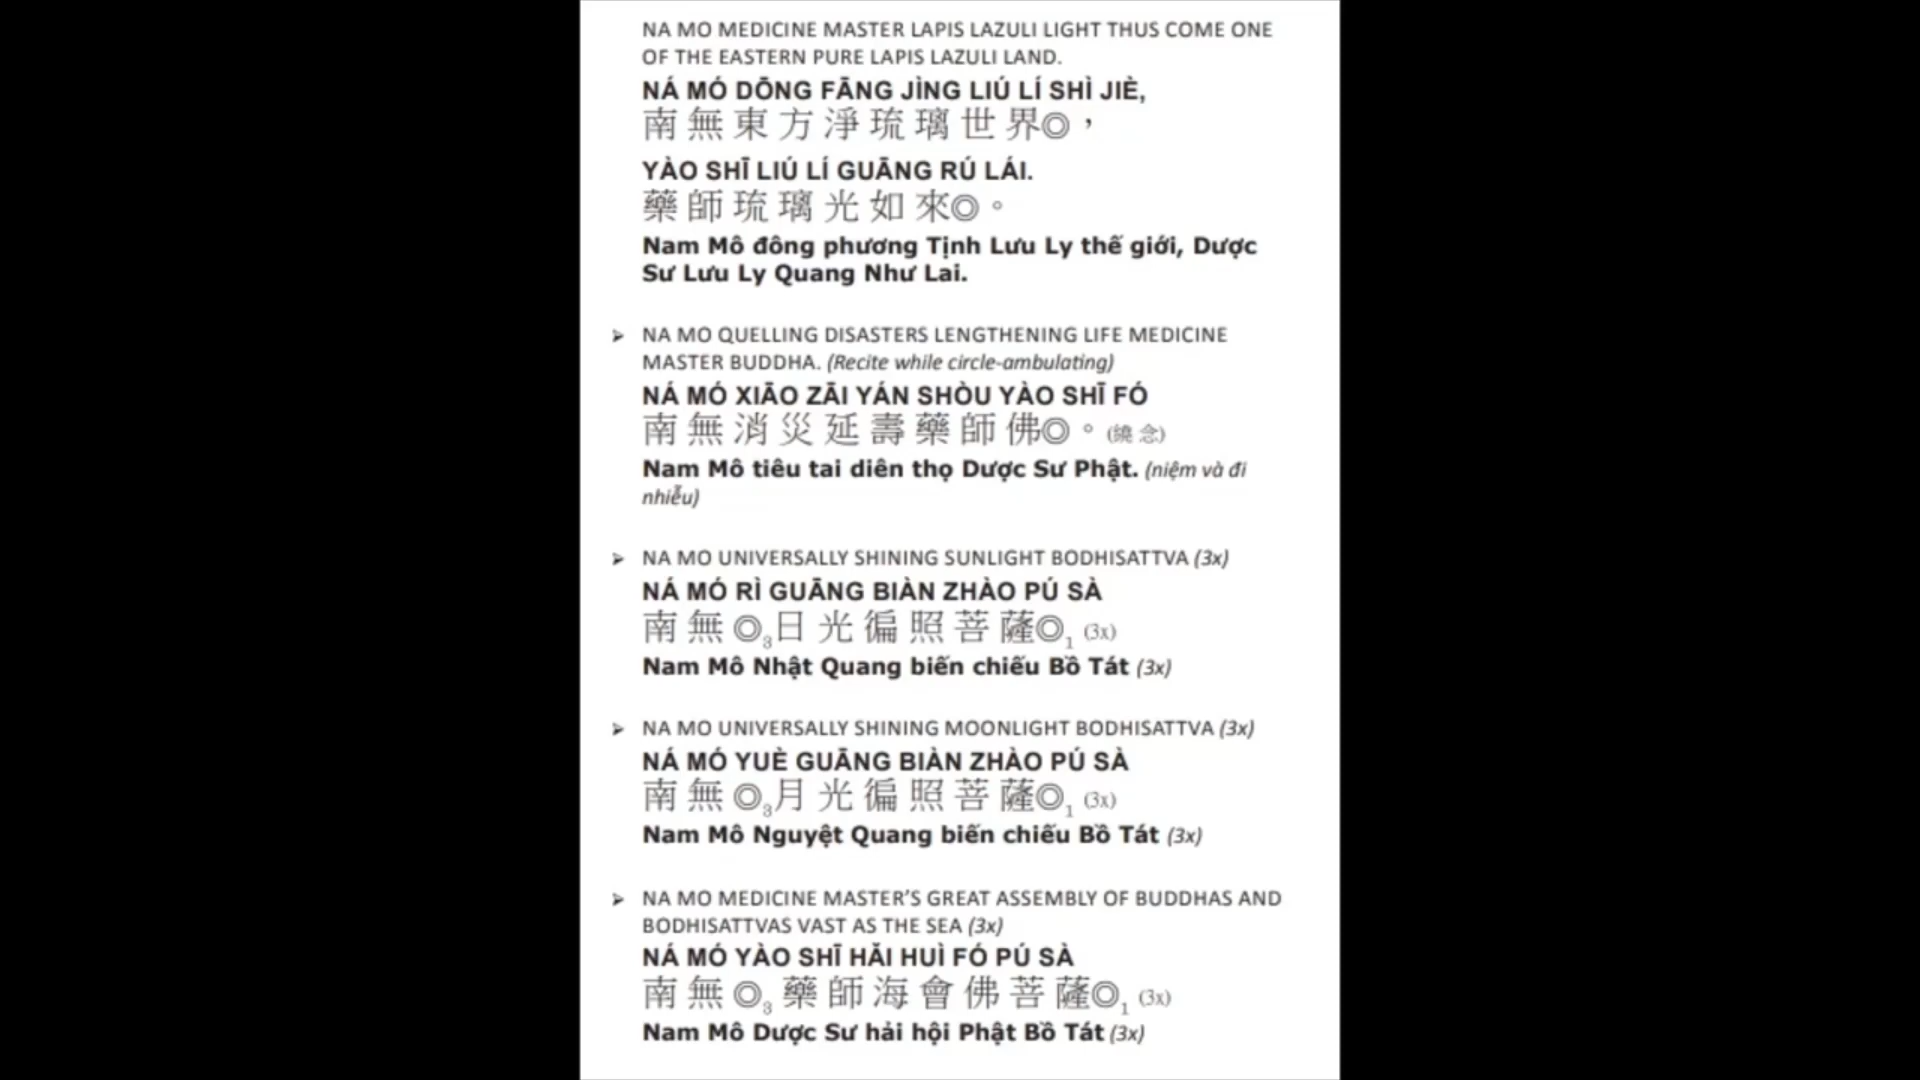 NA MO MEDICINE MASTER LAPIS LAZULI LIGHT THUS COME ONE
OF THE EASTERN PURE LAPIS LAZULI LAND.
NÁ MÓ DŌNG FĀNG JÌNG LIÚ LÍ SHÌ JIÈ,
南無東方淨琉璃世界◎，
YÀO SHĪ LIÚ LÍ GUĀNG RÚ LÁI.
藥師琉璃光如來◎。
Nam Mô đông phương Tịnh Lưu Ly thế giới, Dược
Sư Lưu Ly Quang Như Lai.
➢ NA MO QUELLING DISASTERS LENGTHENING LIFE MEDICINE
MASTER BUDDHA. (Recite while circle-ambulating)
NÁ MÓ XIĀO ZĀI YÁN SHÒU YÀO SHĪ FÓ
南無消災延壽藥師佛◎。(繞念)
Nam Mô tiêu tai diên thọ Dược Sư Phật. (niệm và đi
nhiễu)
➢ NA MO UNIVERSALLY SHINING SUNLIGHT BODHISATTVA (3x)
NÁ MÓ RÌ GUĀNG BIÀN ZHÀO PÚ SÀ
南無◎3日光徧照菩薩◎1 (3x)
Nam Mô Nhật Quang biến chiếu Bồ Tát (3x)
➢ NA MO UNIVERSALLY SHINING MOONLIGHT BODHISATTVA (3x)
NÁ MÓ YUÈ GUĀNG BIÀN ZHÀO PÚ SÀ
南無◎3月光徧照菩薩◎1 (3x)
Nam Mô Nguyệt Quang biến chiếu Bồ Tát (3x)
➢ NA MO MEDICINE MASTER’S GREAT ASSEMBLY OF BUDDHAS AND
BODHISATTVAS VAST AS THE SEA (3x)
NÁ MÓ YÀO SHĪ HǍI HUÌ FÓ PÚ SÀ
南無◎3藥師海會佛菩薩◎1 (3x)
Nam Mô Dược Sư hải hội Phật Bồ Tát (3x)